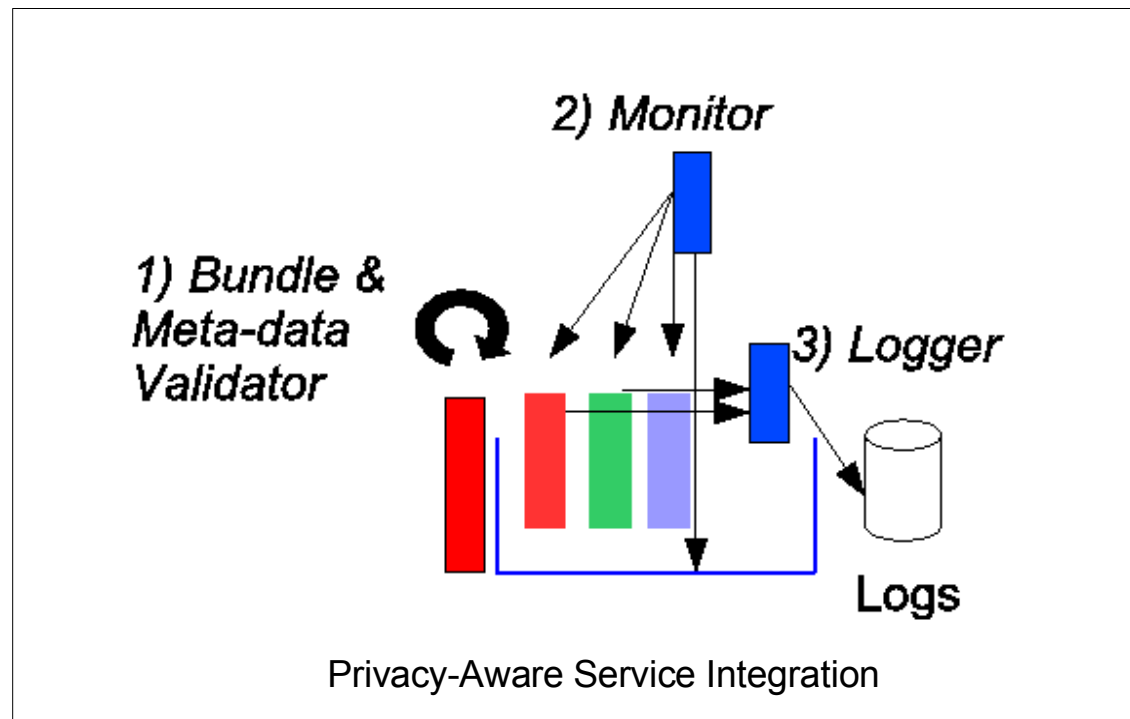 2) Monitor
1) Bundle &
Meta-data
Validator
3) Logger
Logs
Privacy-Aware Service Integration